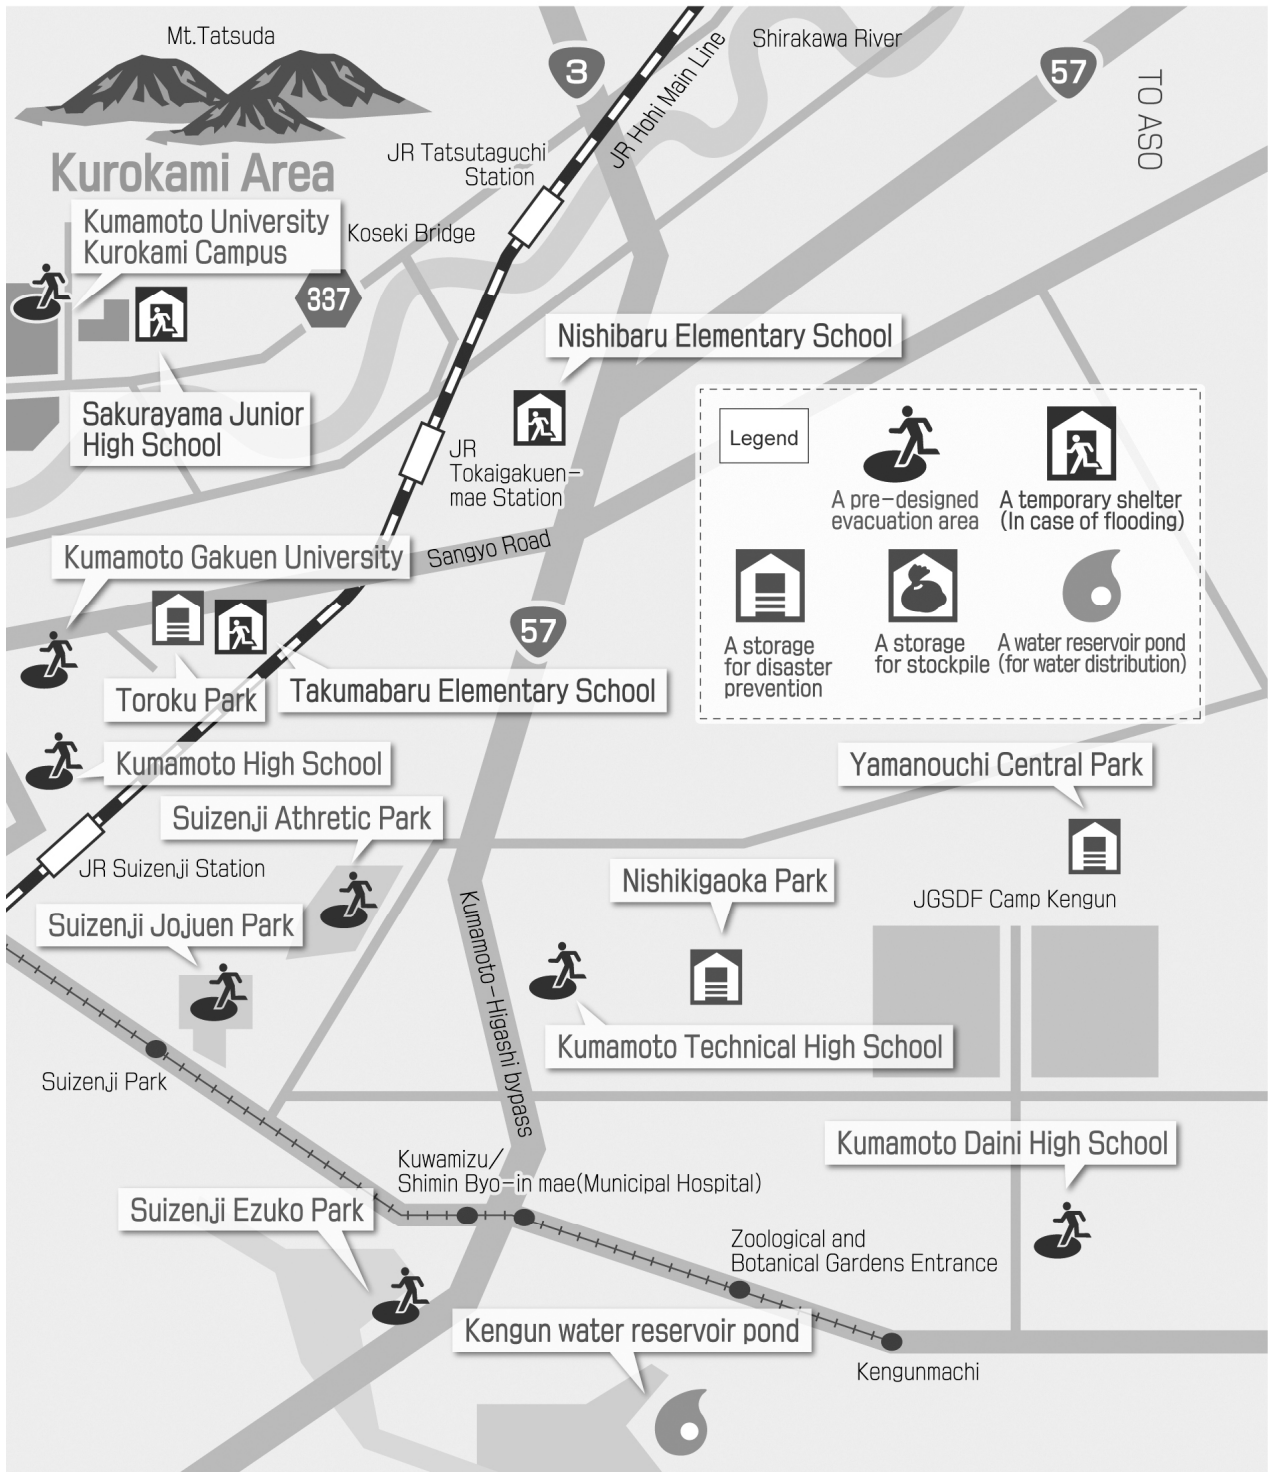 Mt.Tatsuda
Kurokami Area
3
JR Hohi Main Line
Shirakawa River
57
TO ASO
JR Tatsutaguchi
Station
Kumamoto University
Kurokami Campus
Koseki Bridge
337
Nishibaru Elementary School
Sakurayama Junior
High School
JR
Tokaigakuen-
mae Station
Legend
A pre-designed
evacuation area
A temporary shelter
(In case of flooding)
A storage
for disaster
prevention
A storage
for stockpile
A water reservoir pond
(for water distribution)
Kumamoto Gakuen University
Sangyo Road
57
Toroku Park
Takumabaru Elementary School
Kumamoto High School
Yamanouchi Central Park
Suizenji Athretic Park
JR Suizenji Station
Nishikigaoka Park
JGSDF Camp Kengun
Suizenji Jojuen Park
Kumamoto-Higashi bypass
Kumamoto Technical High School
Suizenji Park
Kumamoto Daini High School
Kuwamizu/
Shimin Byo-in mae(Municipal Hospital)
Suizenji Ezuko Park
Zoological and
Botanical Gardens Entrance
Kengun water reservoir pond
Kengunmachi